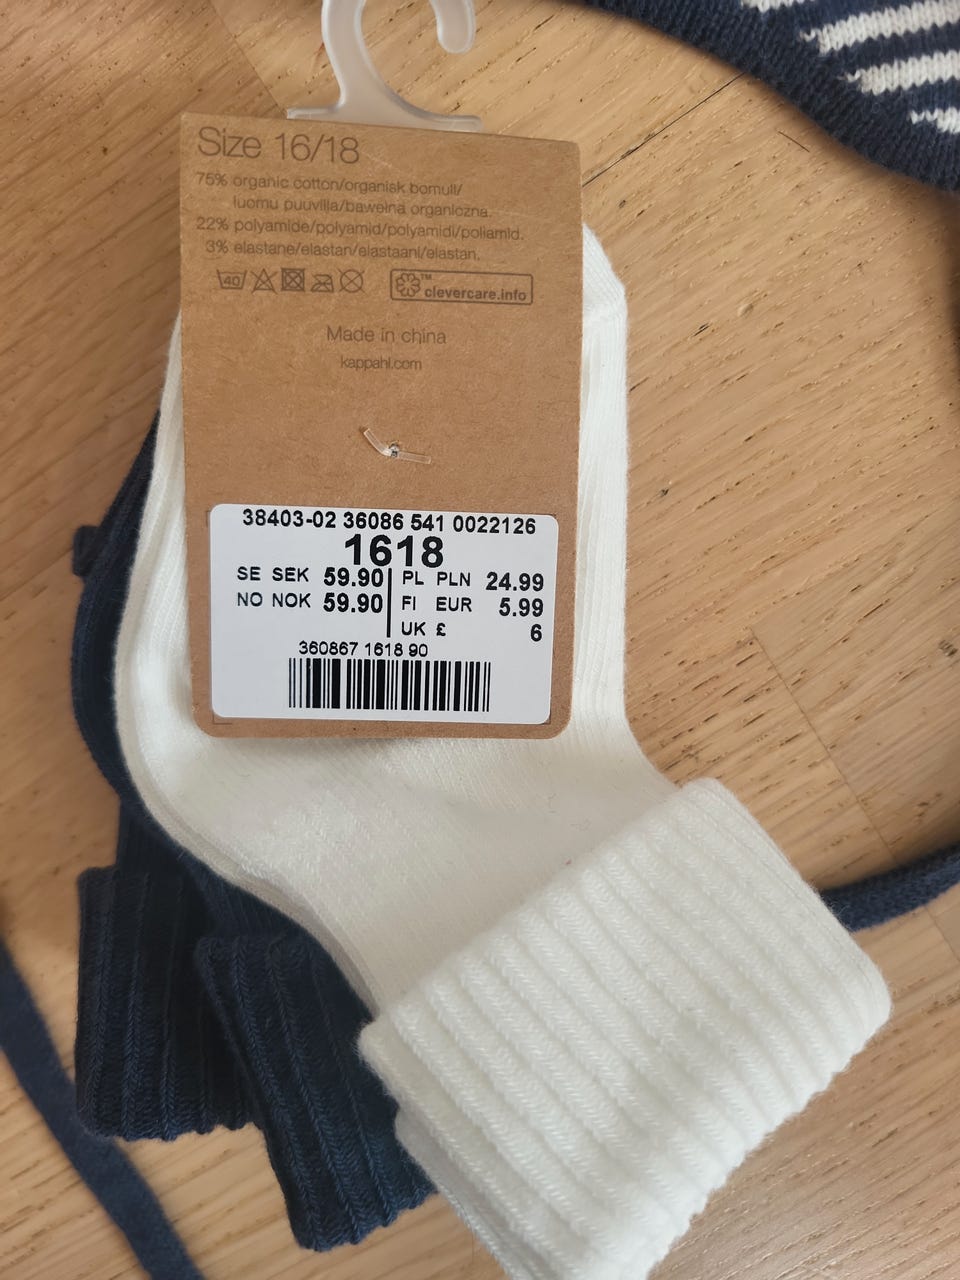 Size 16/18
75% organic cotton/organisk bomull/
luomu puuvilla/bawełna organiczna.
22% polyamide/polyamid/polyamidi/poliamid.
3% elastane/elastan/elastaani/elastan.
40
™
clevercare.info
Made in china
kappahl.com
38403-02 36086 541 0022126
1618
SE SEK 59.90 PL PLN 24.99
NO NOK 59.90 FI EUR 5.99
UK £ 6
360867 1618 90